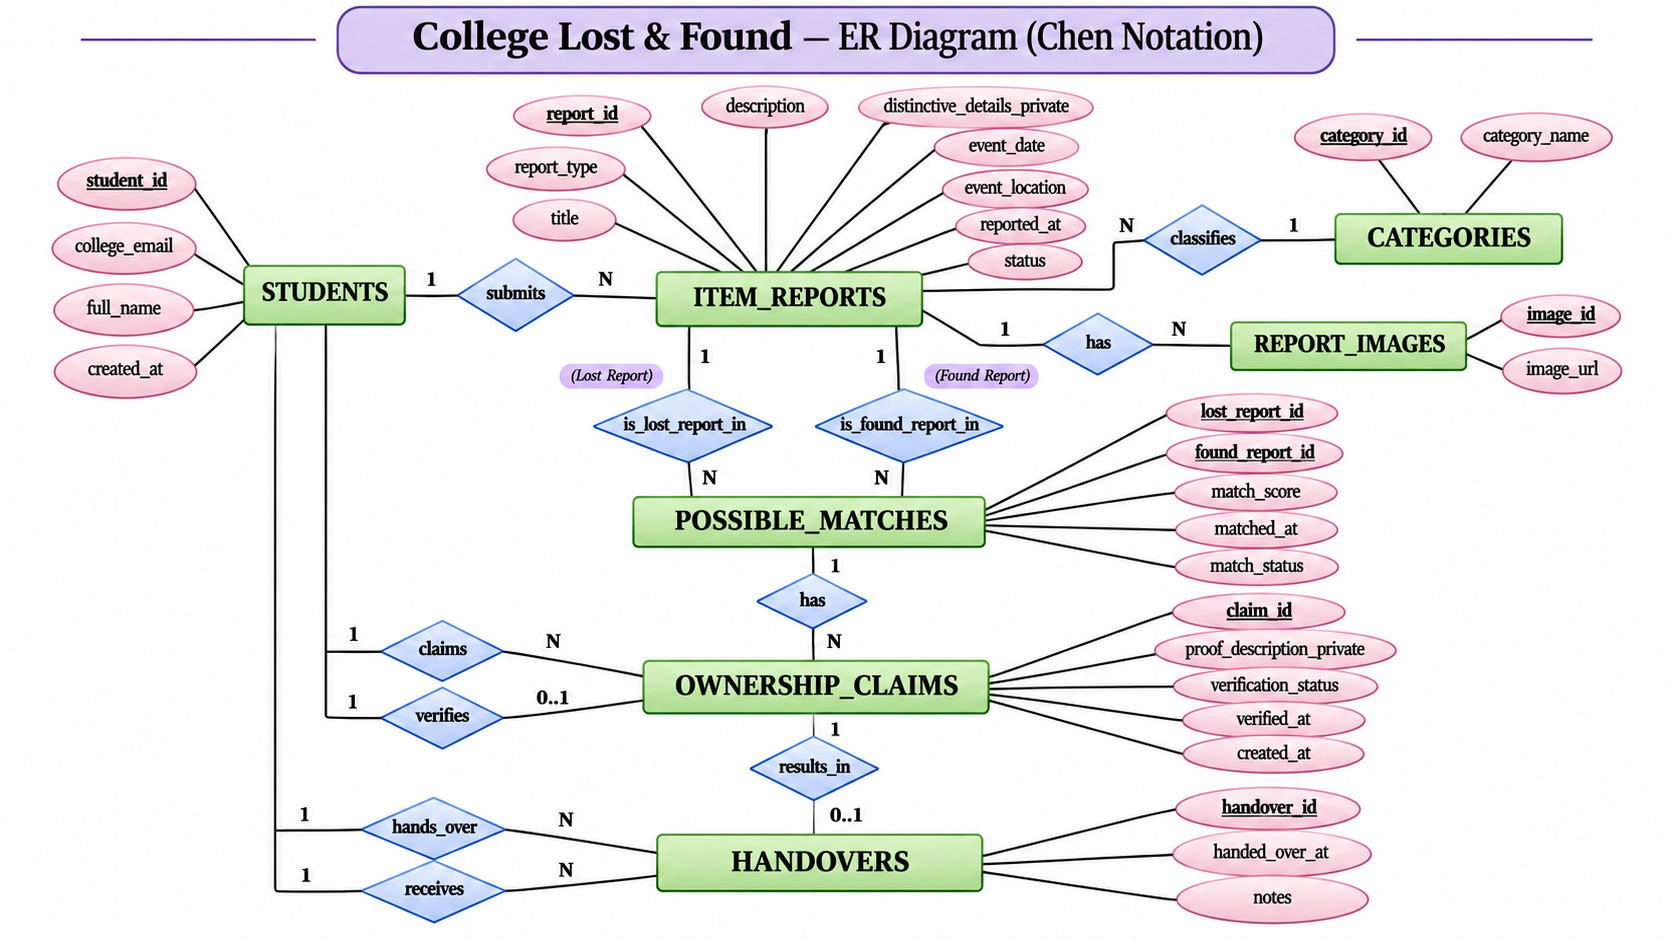 College Lost & Found — ER Diagram (Chen Notation)
report_id
description
distinctive_details_private
category_id
category_name
event_date
report_type
student_id
event_location
title
reported_at
college_email
N
classifies
1
CATEGORIES
status
STUDENTS
1
submits
N
ITEM_REPORTS
full_name
image_id
1
has
N
REPORT_IMAGES
1
1
created_at
(Lost Report)
(Found Report)
image_url
lost_report_id
is_lost_report_in
is_found_report_in
found_report_id
N
N
match_score
POSSIBLE_MATCHES
matched_at
1
match_status
has
claim_id
1
claims
N
N
proof_description_private
OWNERSHIP_CLAIMS
verification_status
1
verifies
0..1
verified_at
1
created_at
results_in
handover_id
0..1
1
hands_over
N
handed_over_at
HANDOVERS
1
receives
N
notes